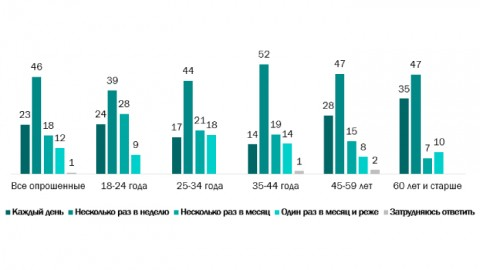 23 46 18 12 1
24 39 28 9
17 44 21 18
14 52 19 14 1
28 47 15 8 2
35 47 7 10
Все опрошенные 18-24 года 25-34 года 35-44 года 45-59 лет 60 лет и старше
Каждый день Несколько раз в неделю Несколько раз в месяц Один раз в месяц и реже Затрудняюсь ответить